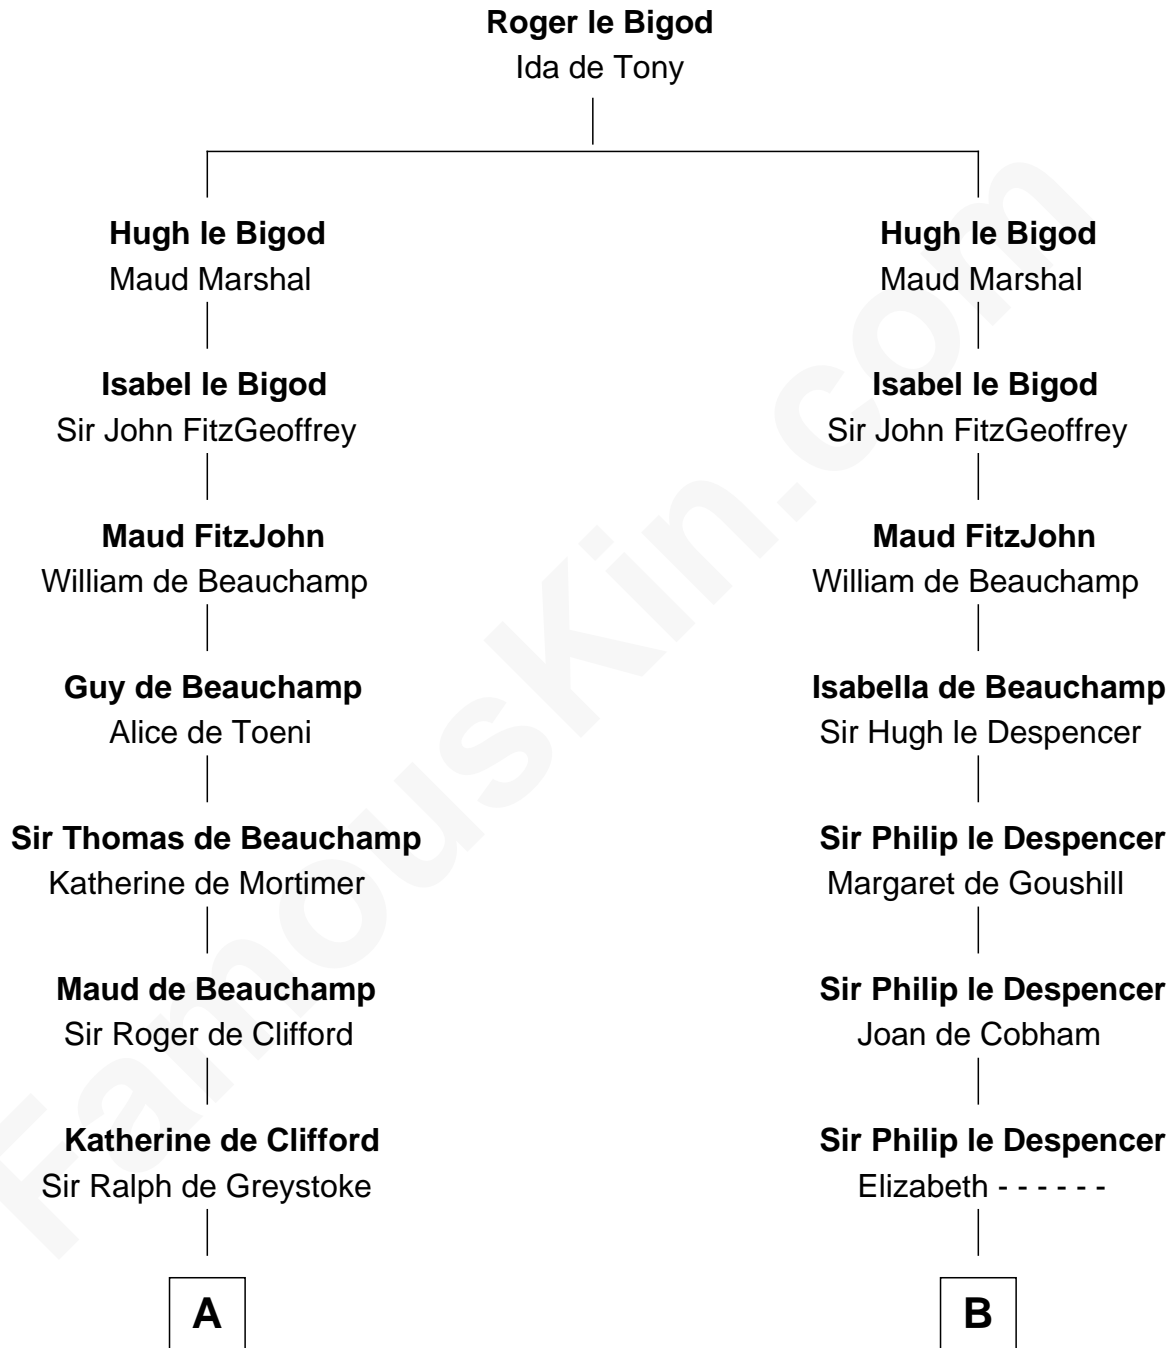 Roger le Bigod
Ida de Tony
Hugh le Bigod
Maud Marshal
Isabel le Bigod
Sir John FitzGeoffrey
Maud FitzJohn
William de Beauchamp
Guy de Beauchamp
Alice de Toeni
Sir Thomas de Beauchamp
Katherine de Mortimer
Maud de Beauchamp
Sir Roger de Clifford
Katherine de Clifford
Sir Ralph de Greystoke
A
Hugh le Bigod
Maud Marshal
Isabel le Bigod
Sir John FitzGeoffrey
Maud FitzJohn
William de Beauchamp
Isabella de Beauchamp
Sir Hugh le Despencer
Sir Philip le Despencer
Margaret de Goushill
Sir Philip le Despencer
Joan de Cobham
Sir Philip le Despencer
Elizabeth - - - - - -
B
FamousKin.com